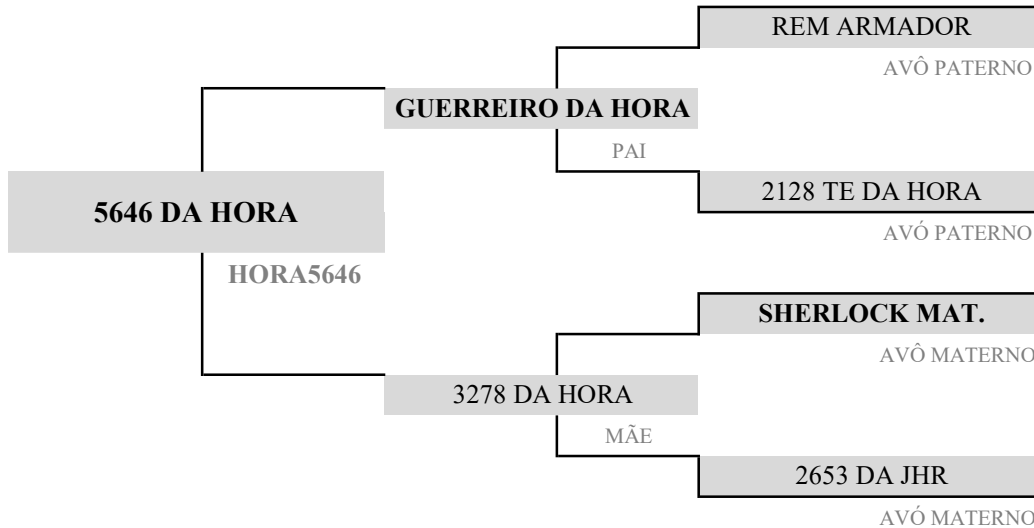 REM ARMADOR
AVÔ PATERNO
GUERREIRO DA HORA
PAI
2128 TE DA HORA
AVÓ PATERNO
5646 DA HORA
HORA5646
SHERLOCK MAT.
AVÔ MATERNO
3278 DA HORA
MÃE
2653 DA JHR
AVÓ MATERNO